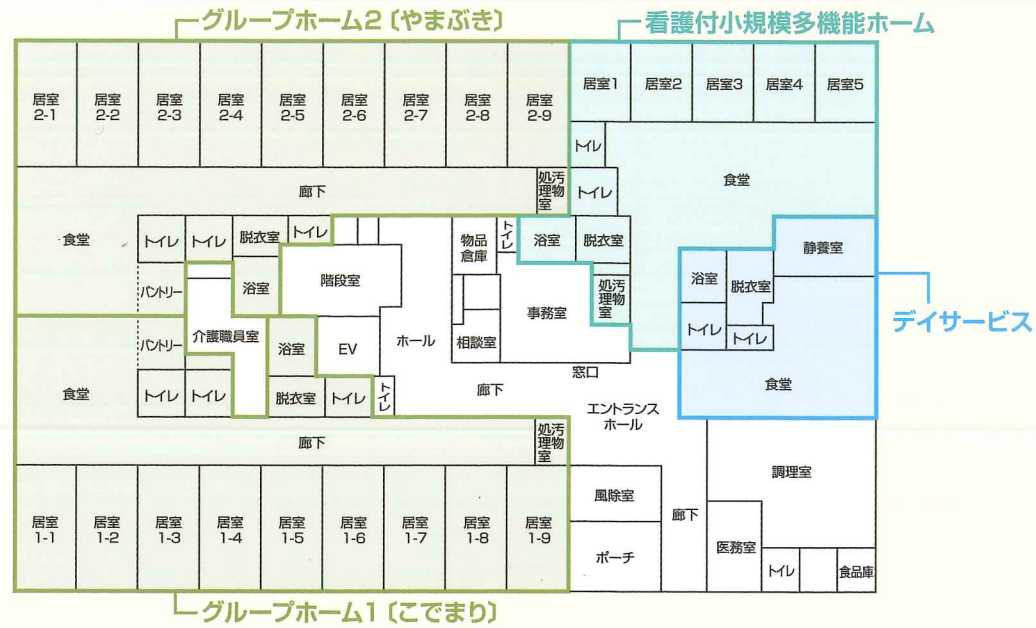 グループホーム2〔やまぶき〕
看護付小規模多機能ホーム
居室
2-1
居室
2-2
居室
2-3
居室
2-4
居室
2-5
居室
2-6
居室
2-7
居室
2-8
居室
2-9
居室1
居室2
居室3
居室4
居室5
トイレ
食堂
廊下
処理室
汚物
トイレ
食堂
トイレ
トイレ
脱衣室
トイレ
物品
倉庫
トイレ
浴室
脱衣室
静養室
パントリー
浴室
階段室
事務室
処理室
汚物
浴室
脱衣室
デイサービス
介護職員室
パントリー
浴室
EV
ホール
相談室
トイレ
トイレ
食堂
トイレ
トイレ
脱衣室
トイレ
トイレ
廊下
窓口
食堂
エントランス
ホール
廊下
処理室
汚物
調理室
居室
1-1
居室
1-2
居室
1-3
居室
1-4
居室
1-5
居室
1-6
居室
1-7
居室
1-8
居室
1-9
風除室
廊下
ポーチ
医務室
トイレ
食品庫
グループホーム1〔こでまり〕